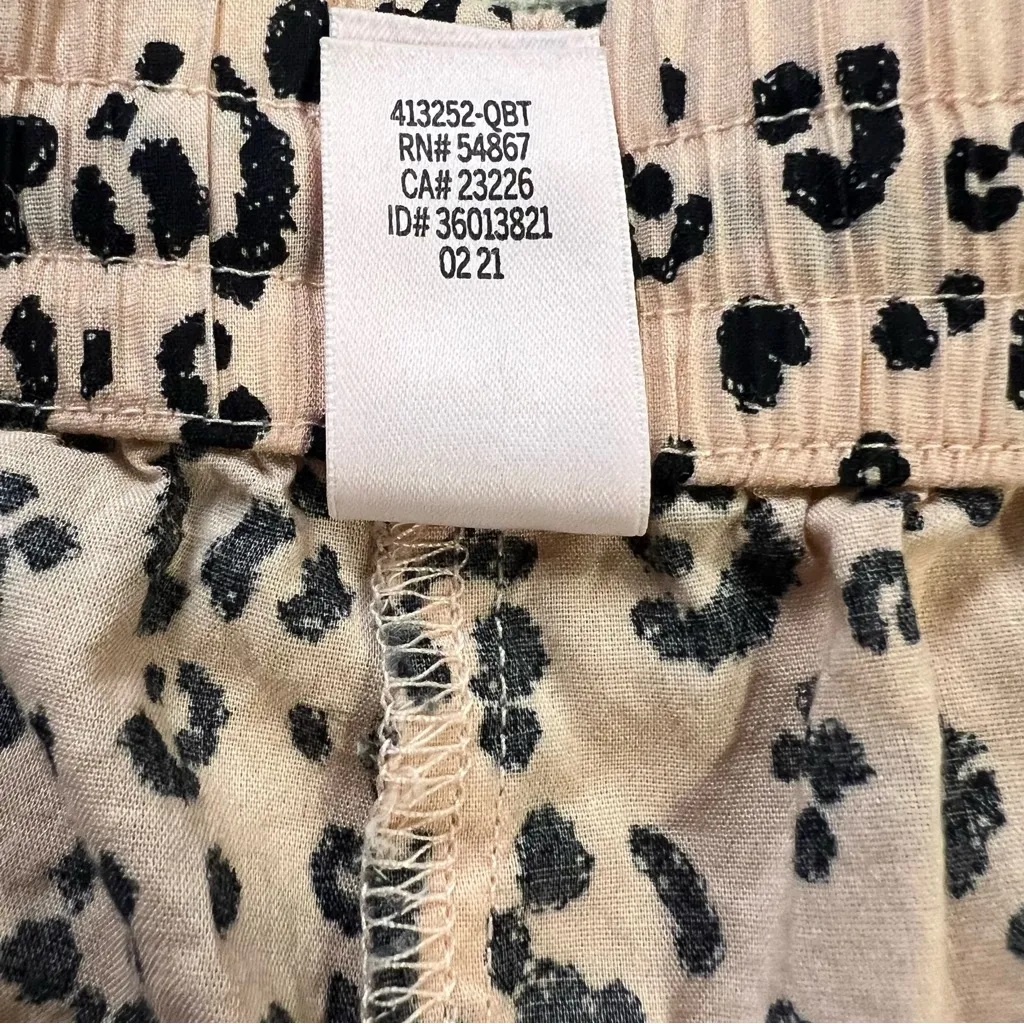 413252-QBT
RN# 54867
CA# 23226
ID# 36013821
02 21